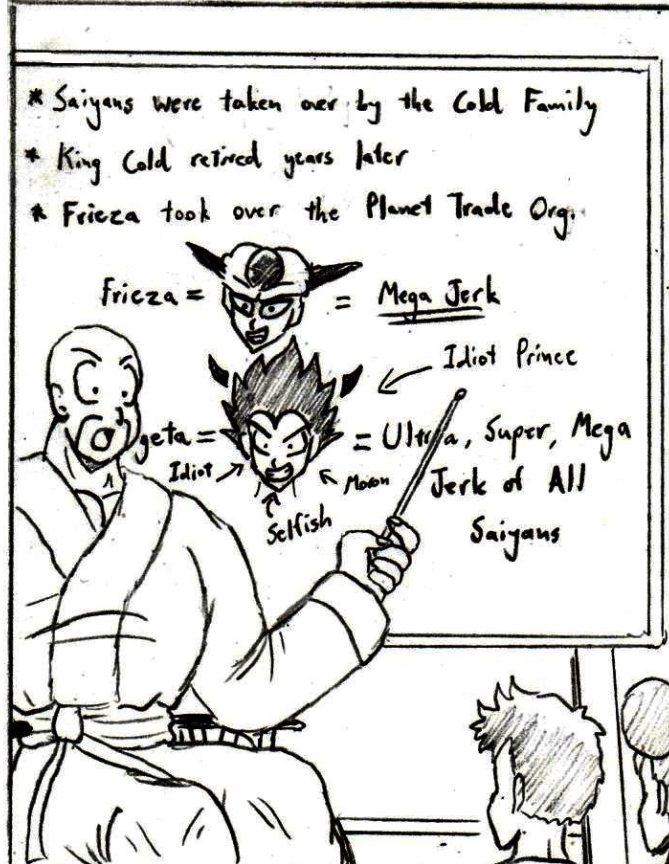 * Saiyans were taken over by the Cold Family
* King Cold retired years later
* Frieza took over the Planet Trade Org.
Frieza = = Mega Jerk
Idiot Prince
geta = = Ultra, Super, Mega
Idiot Moron Jerk of All
Selfish Saiyans